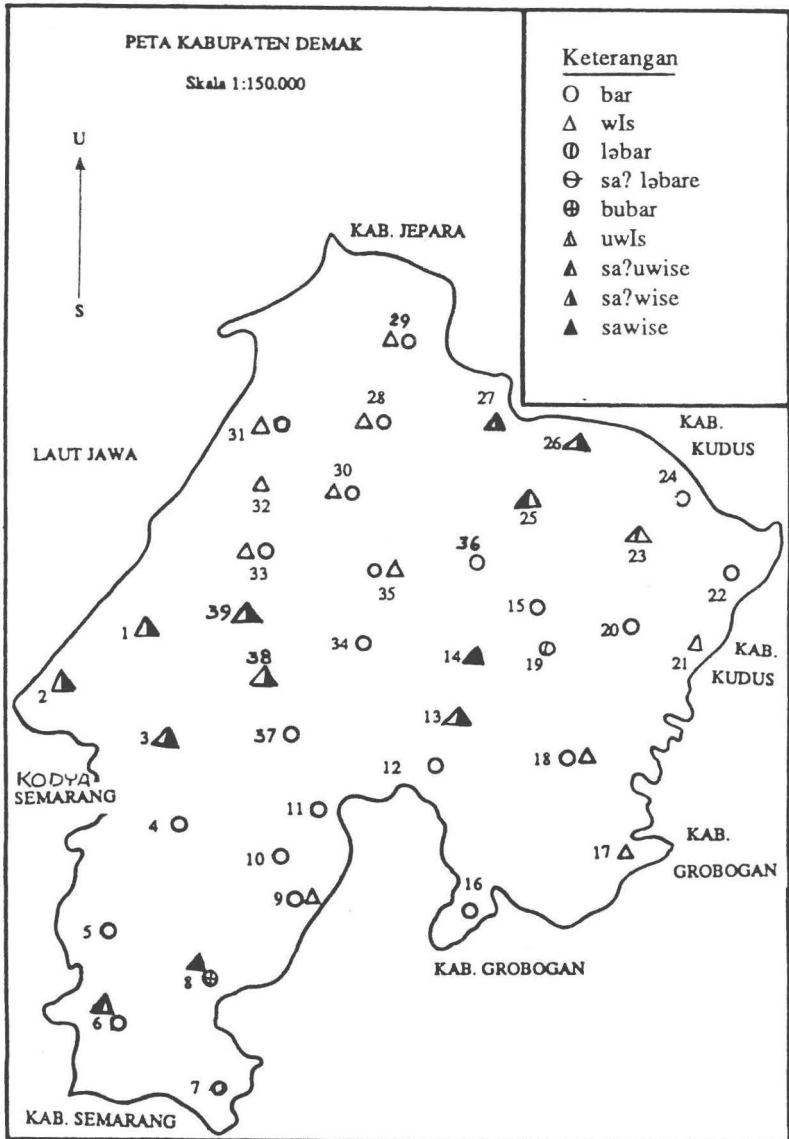 PETA KABUPATEN DEMAK
Skala 1:150.000
U
S
Keterangan
bar
wIs
ləbar
sa? ləbare
bubar
uwIs
sa?uwise
sa?wise
sawise
KAB. JEPARA
29
28
27
26
31
KAB.
KUDUS
LAUT JAWA
24
30
32
25
23
36
33
35
22
39
15
20
1
34
14
19
21
KAB.
KUDUS
38
2
13
3
37
12
18
KODYA
SEMARANG
11
4
10
17
KAB.
GROBOGAN
9
16
5
KAB. GROBOGAN
8
6
7
KAB. SEMARANG